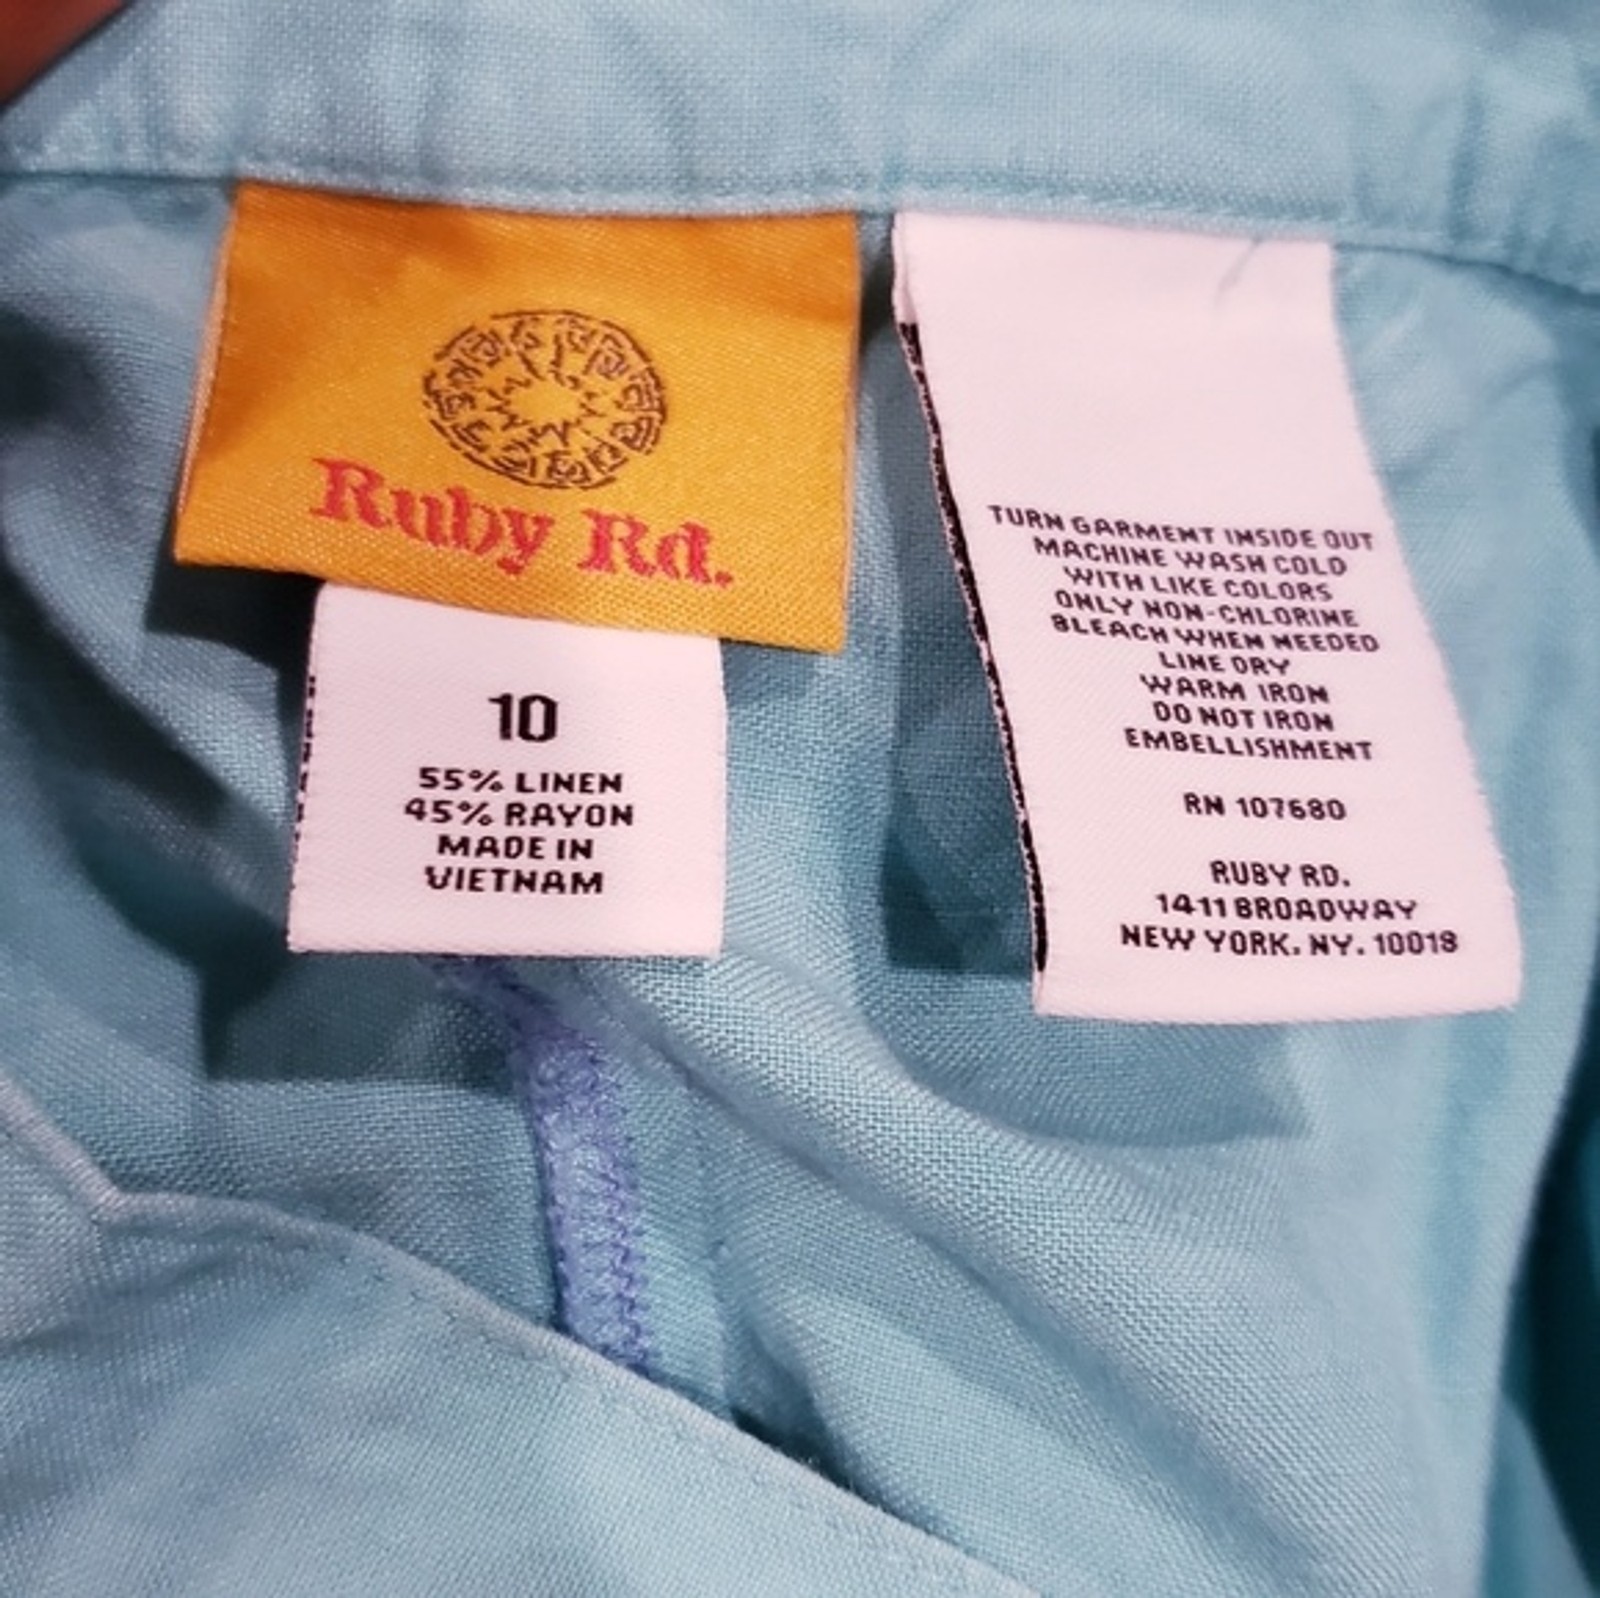 Ruby Rd.
10
55% LINEN
45% RAYON
MADE IN
VIETNAM
TURN GARMENT INSIDE OUT
MACHINE WASH COLD
WITH LIKE COLORS
ONLY NON-CHLORINE
BLEACH WHEN NEEDED
LINE DRY
WARM IRON
DO NOT IRON
EMBELLISHMENT
RN 107680
RUBY RD.
1411 BROADWAY
NEW YORK, NY. 10018